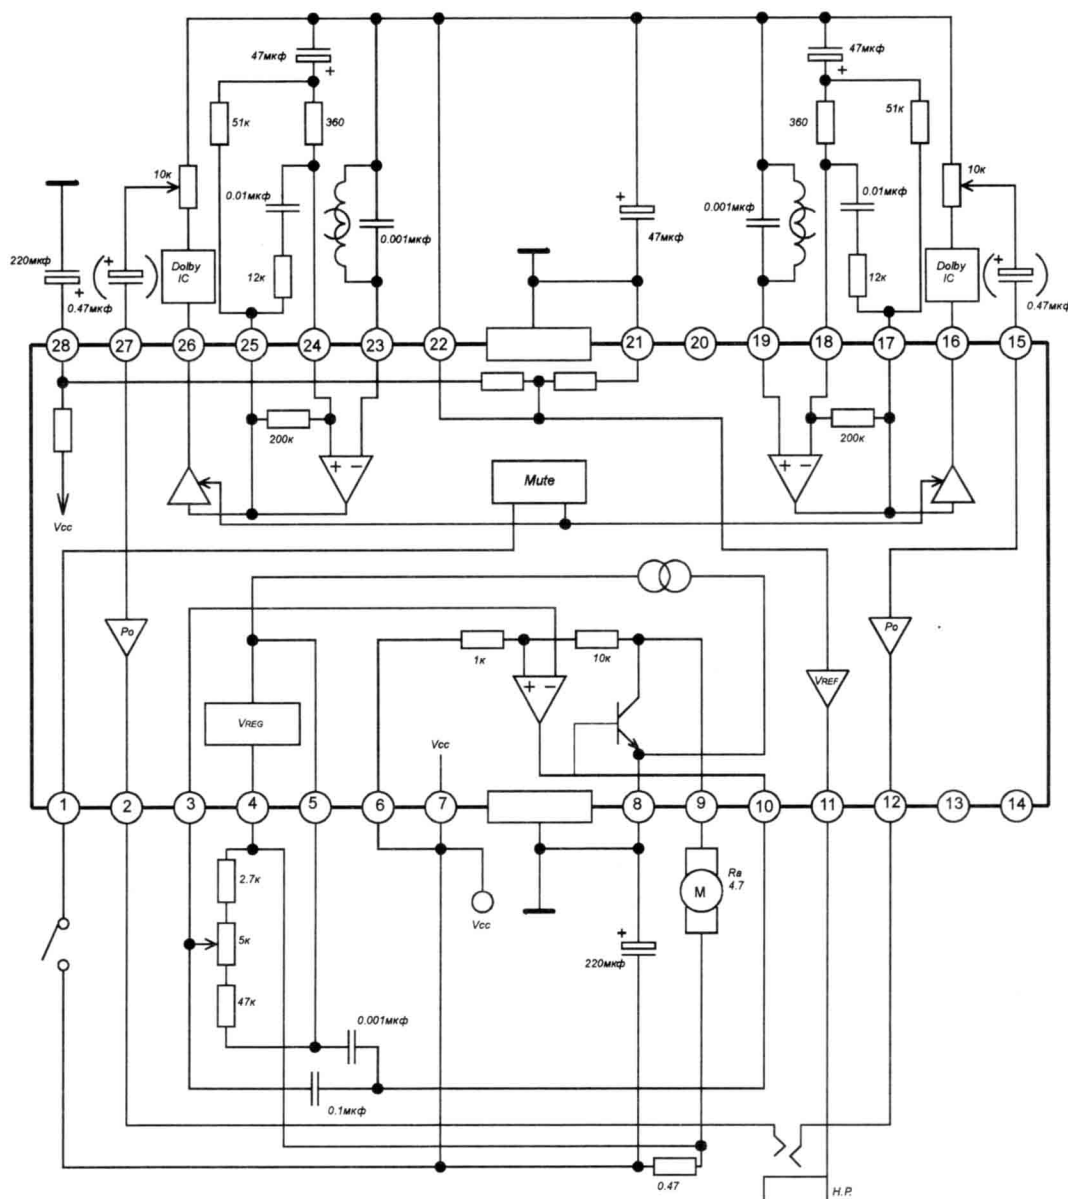 47мкф
+
47мкф
+
51к
360
360
51к
10к
0.01мкф
0.001мкф
+
47мкф
0.001мкф
0.01мкф
10к
220мкф
+
+
0.47мкф
Dolby
IC
12к
12к
Dolby
IC
+
0.47мкф
28
27
26
25
24
23
22
21
20
19
18
17
16
15
200к
+ −
+ −
200к
Vcc
Mute
Po
Po
1к
10к
+ −
VREF
VREG
Vcc
1
2
3
4
5
6
7
8
9
10
11
12
13
14
2.7к
5к
47к
Vcc
M
Ra
4.7
+
220мкф
0.001мкф
0.1мкф
0.47
H.P.